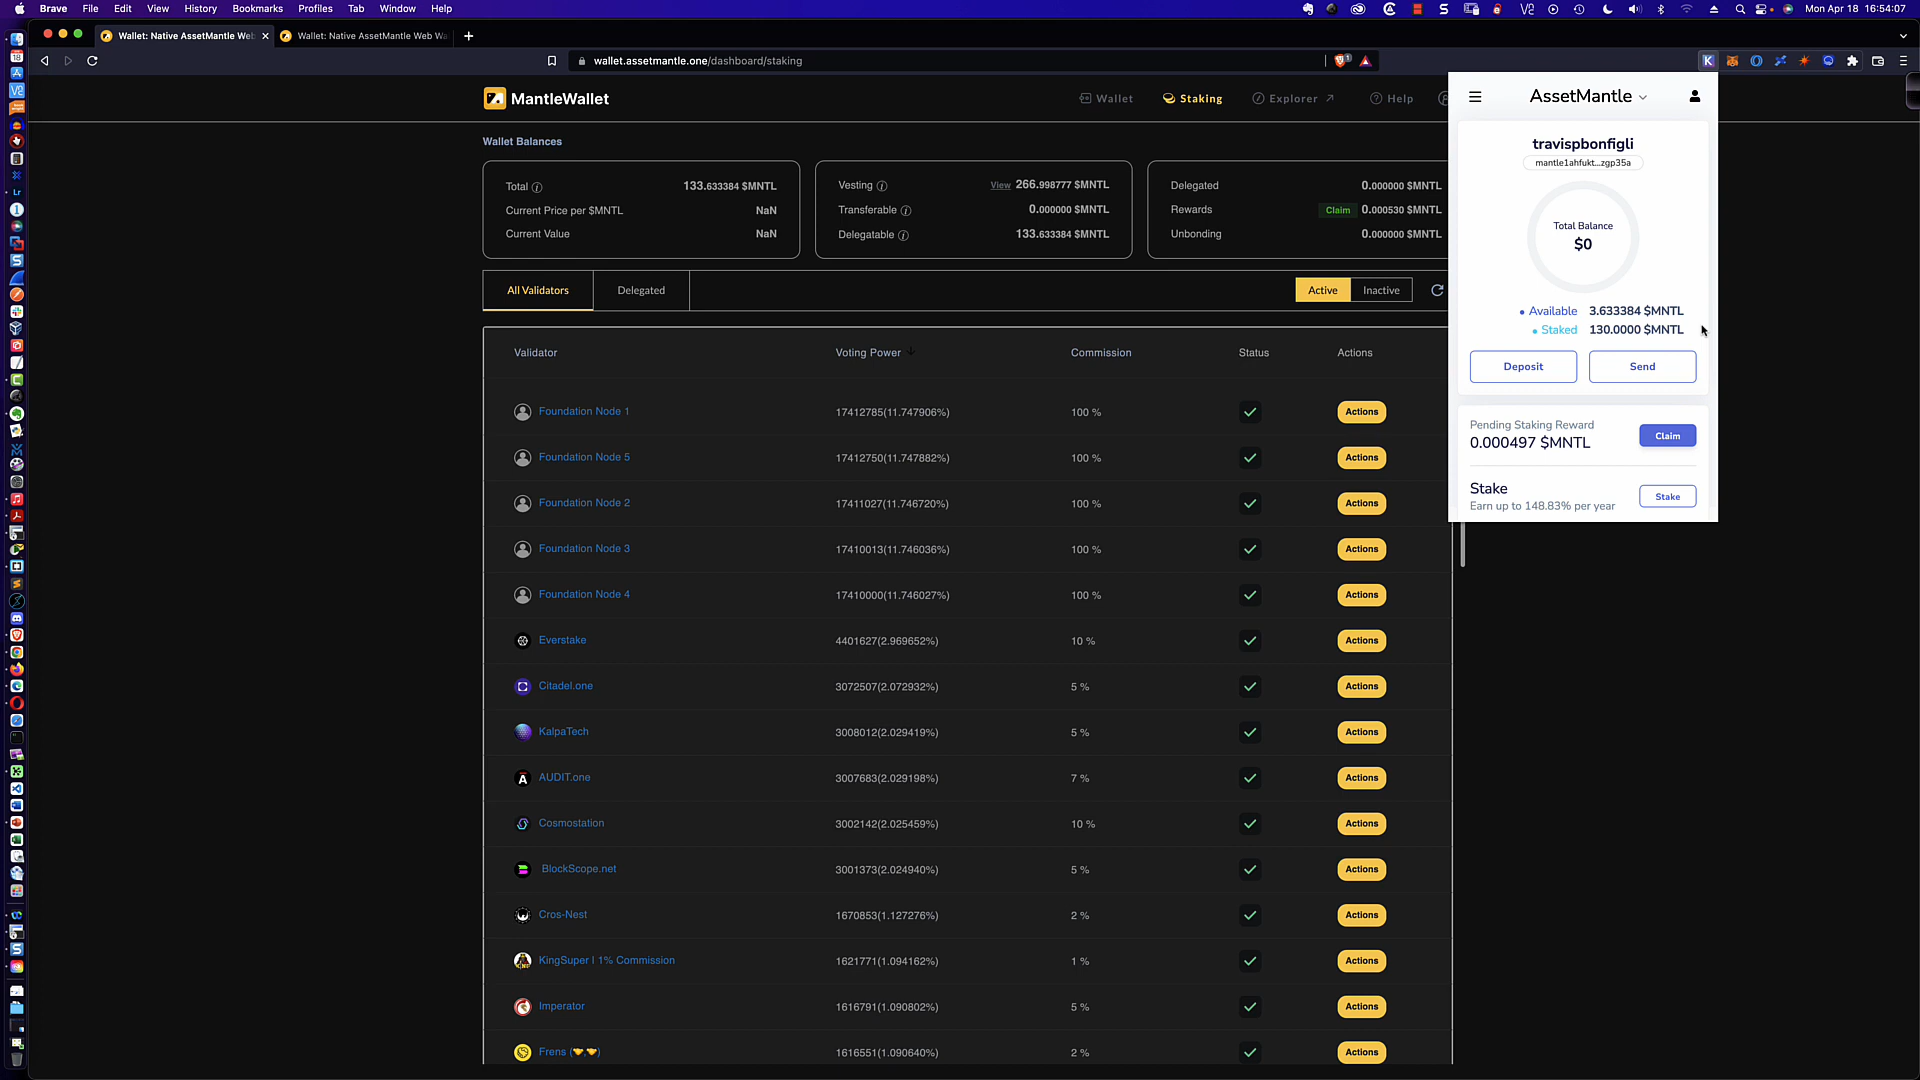 Brave File Edit View History Bookmarks Profiles Tab Window Help Mon Apr 18 16:54:07
Wallet: Native AssetMantle Web
Wallet: Native AssetMantle Web Wa
wallet.assetmantle.one/dashboard/staking
MantleWallet
Wallet Staking Explorer Help
Wallet Balances
Total 133.633384 $MNTL
Current Price per $MNTL NaN
Current Value NaN
Vesting View 266.998777 $MNTL
Transferable 0.000000 $MNTL
Delegatable 133.633384 $MNTL
Delegated 0.000000 $MNTL
Rewards Claim 0.000530 $MNTL
Unbonding 0.000000 $MNTL
All Validators Delegated Active Inactive
Validator Voting Power Commission Status Actions
Foundation Node 1 17412785(11.747906%) 100 % Actions
Foundation Node 5 17412750(11.747882%) 100 % Actions
Foundation Node 2 17411027(11.746720%) 100 % Actions
Foundation Node 3 17410013(11.746036%) 100 % Actions
Foundation Node 4 17410000(11.746027%) 100 % Actions
Everstake 4401627(2.969652%) 10 % Actions
Citadel.one 3072507(2.072932%) 5 % Actions
KalpaTech 3008012(2.029419%) 5 % Actions
AUDIT.one 3007683(2.029198%) 7 % Actions
Cosmostation 3002142(2.025459%) 10 % Actions
BlockScope.net 3001373(2.024940%) 5 % Actions
Cros-Nest 1670853(1.127276%) 2 % Actions
KingSuper I 1% Commission 1621771(1.094162%) 1 % Actions
Imperator 1616791(1.090802%) 5 % Actions
Frens (🤝,🤝) 1616551(1.090640%) 2 % Actions
AssetMantle
travispbonfigli
mantle1ahfukt...zgp35a
Total Balance
$0
Available 3.633384 $MNTL
Staked 130.0000 $MNTL
Deposit Send
Pending Staking Reward
0.000497 $MNTL
Claim
Stake
Earn up to 148.83% per year
Stake